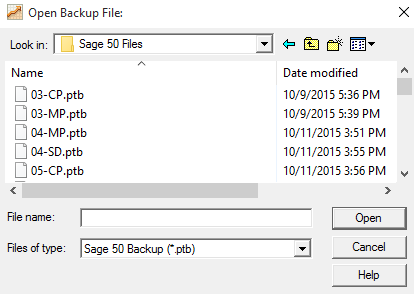 Open Backup File:
Look in: Sage 50 Files
Name Date modified
03-CP.ptb 10/9/2015 5:36 PM
03-MP.ptb 10/9/2015 5:39 PM
04-MP.ptb 10/11/2015 3:51 PM
04-SD.ptb 10/11/2015 3:55 PM
05-CP.ptb 10/11/2015 3:56 PM
File name: Open
Files of type: Sage 50 Backup (*.ptb) Cancel
Help